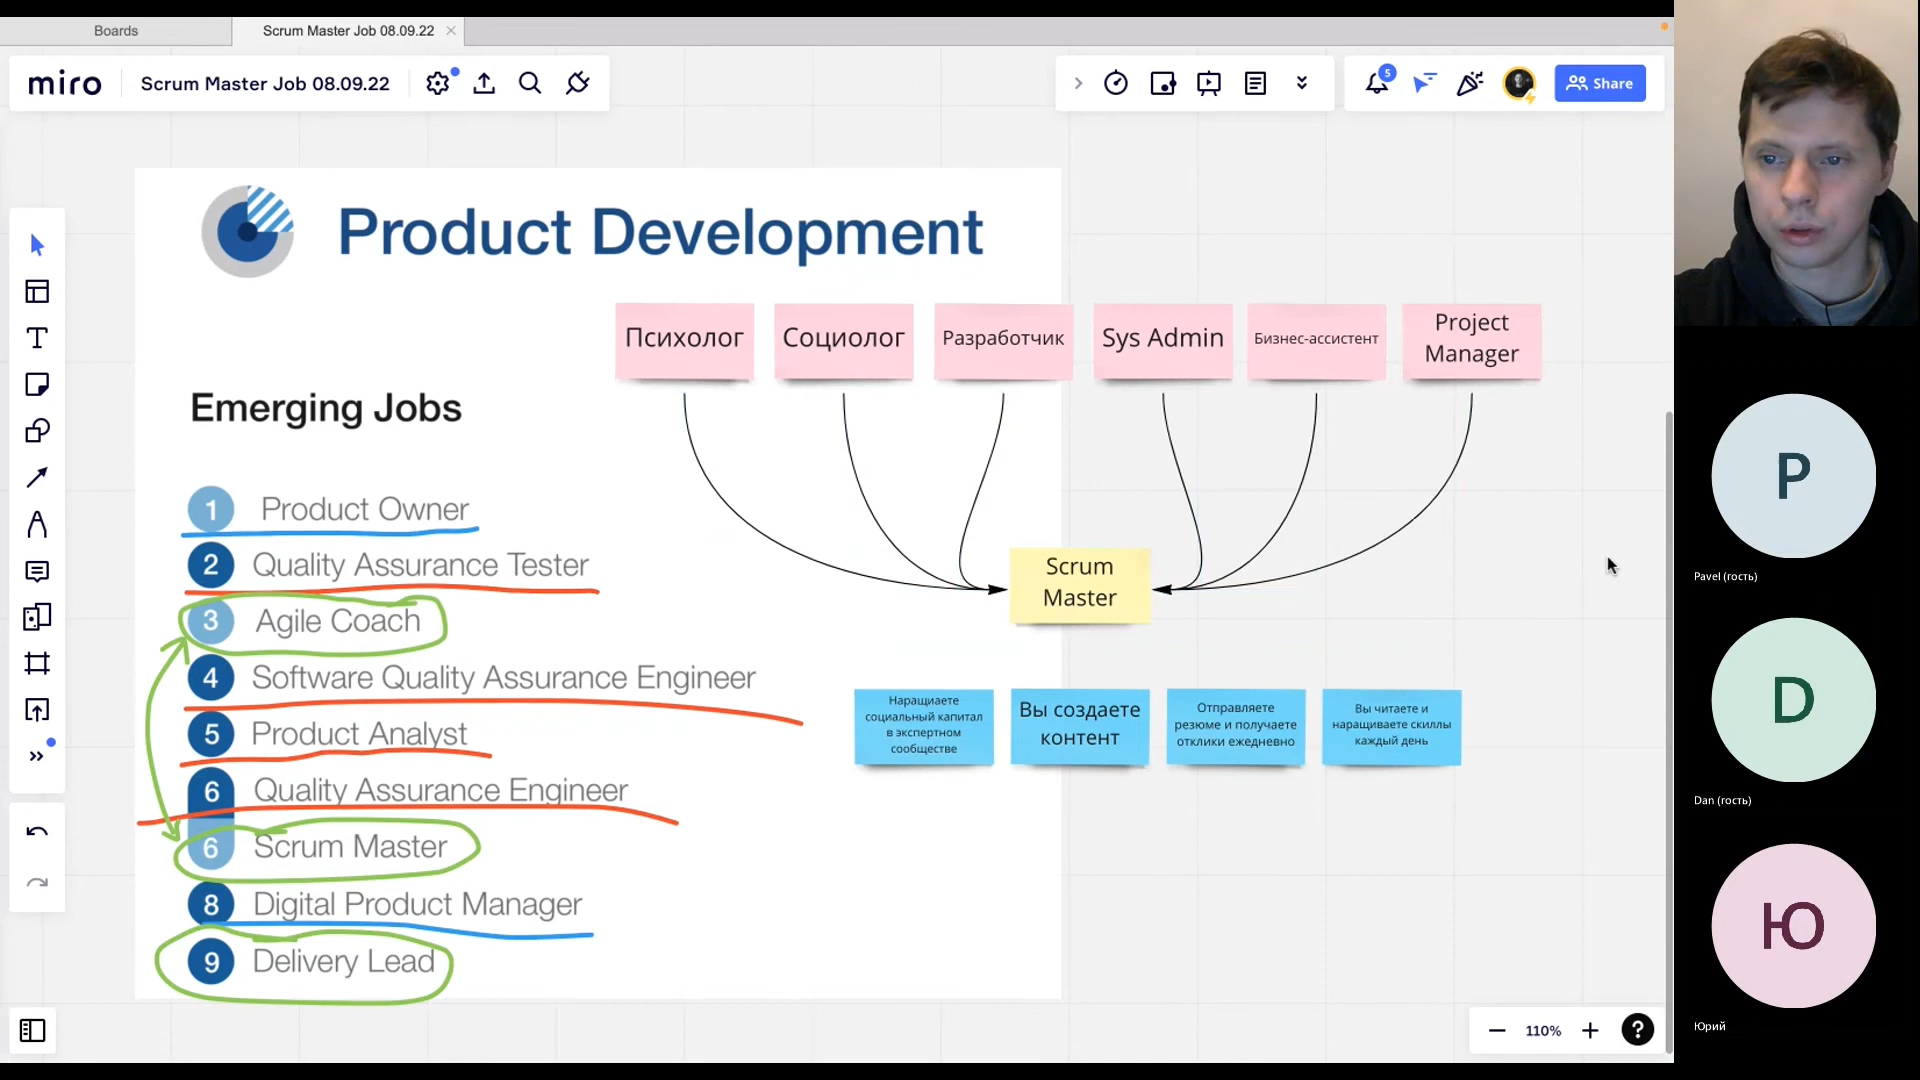 Boards
Scrum Master Job 08.09.22
miro
Scrum Master Job 08.09.22
5
Share
Product Development
Психолог
Социолог
Разработчик
Sys Admin
Бизнес-ассистент
Project
Manager
Emerging Jobs
1 Product Owner
2 Quality Assurance Tester
3 Agile Coach
4 Software Quality Assurance Engineer
5 Product Analyst
6 Quality Assurance Engineer
6 Scrum Master
8 Digital Product Manager
9 Delivery Lead
Scrum
Master
Наращиаете
социальный капитал
в экспертном
сообществе
Вы создаете
контент
Отправляете
резюме и получаете
отклики ежедневно
Вы читаете и
наращиваете скиллы
каждый день
110%
?
P
Pavel (гость)
D
Dan (гость)
Ю
Юрий